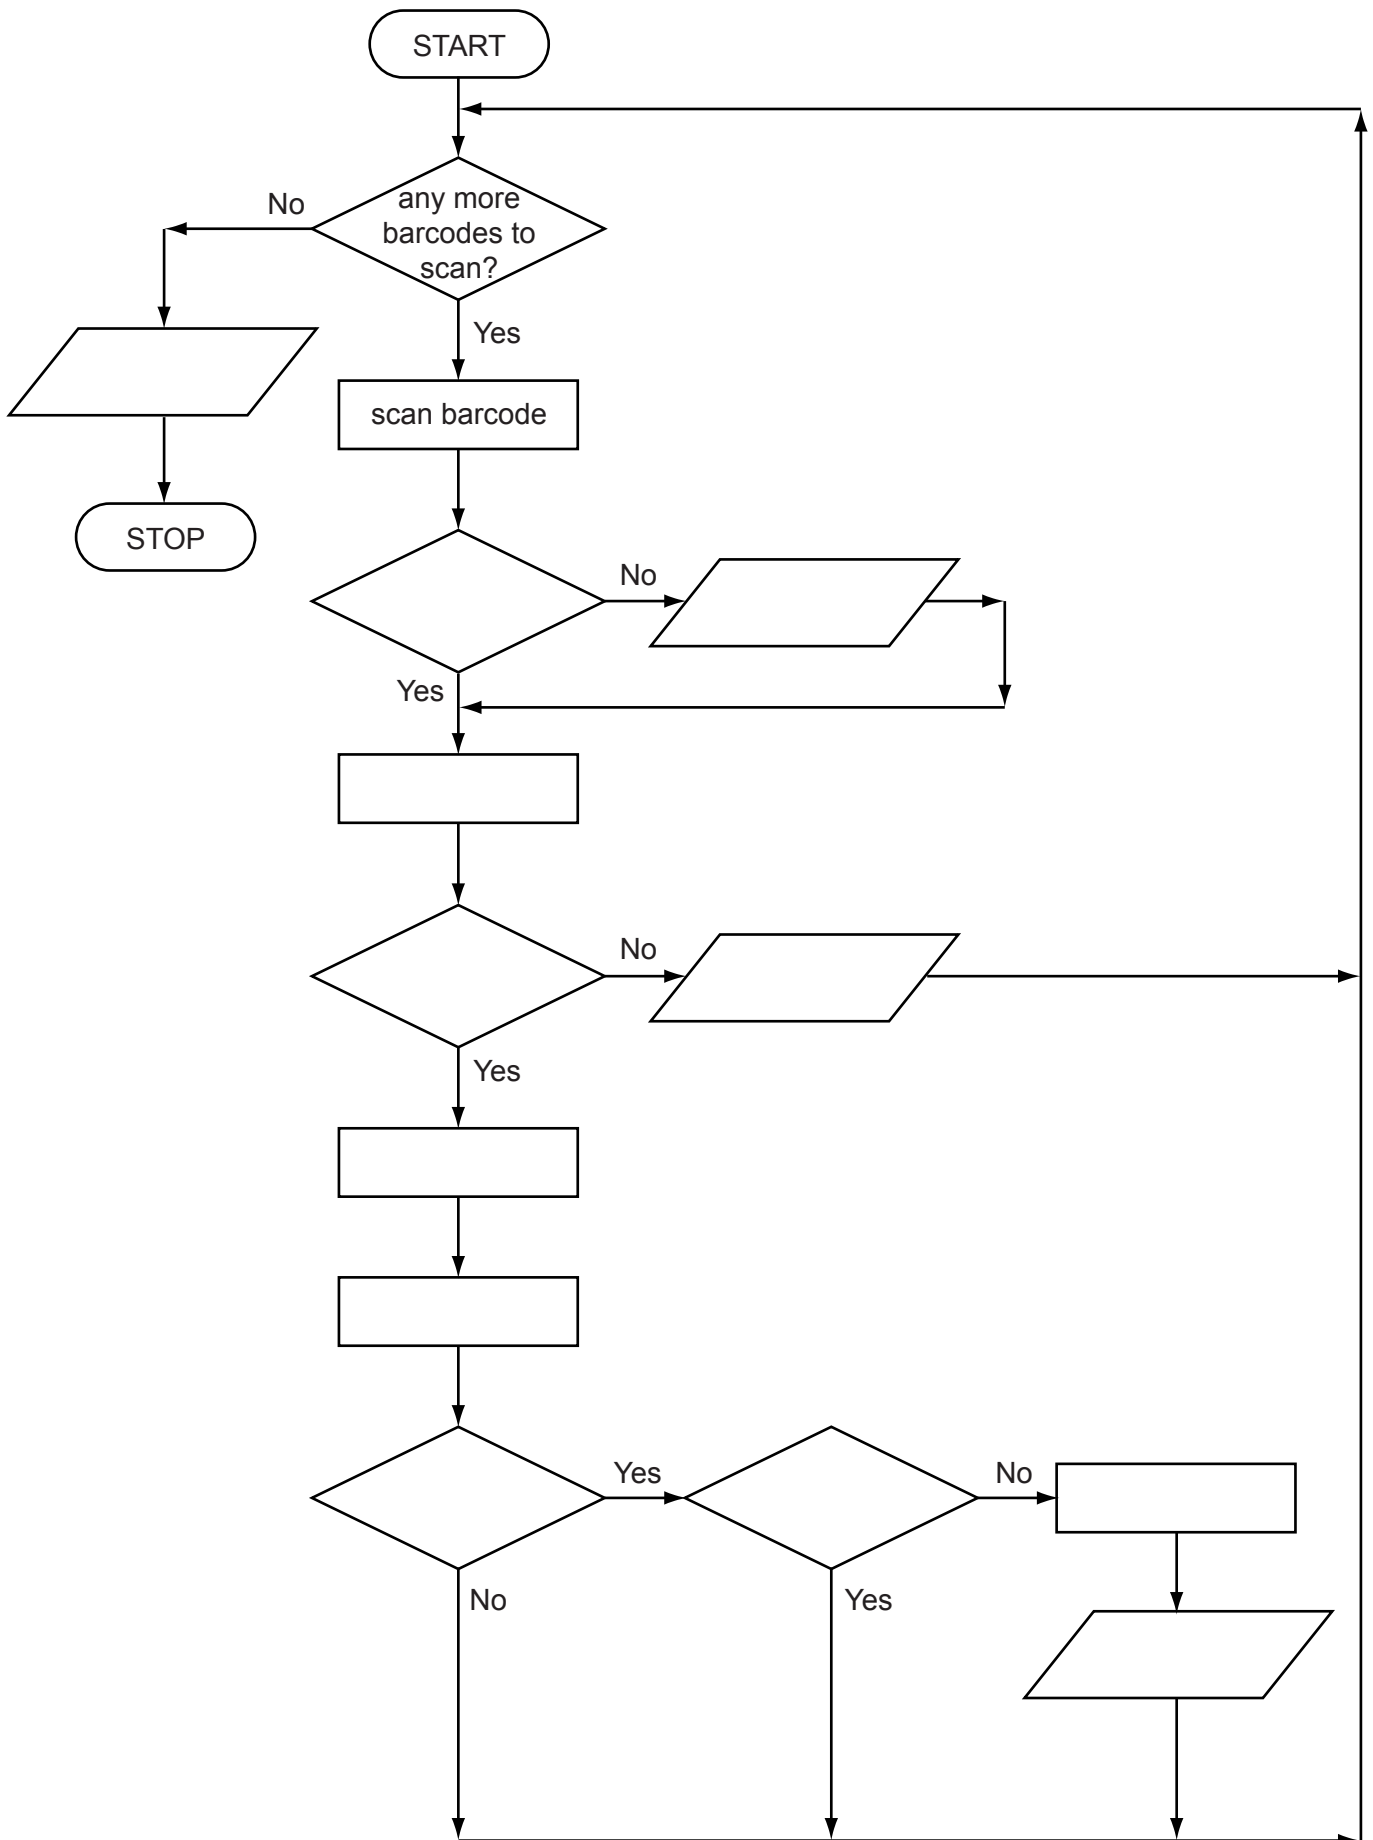 START
No
any more
barcodes to
scan?
Yes
scan barcode
STOP
No
Yes
No
Yes
Yes
No
No
Yes